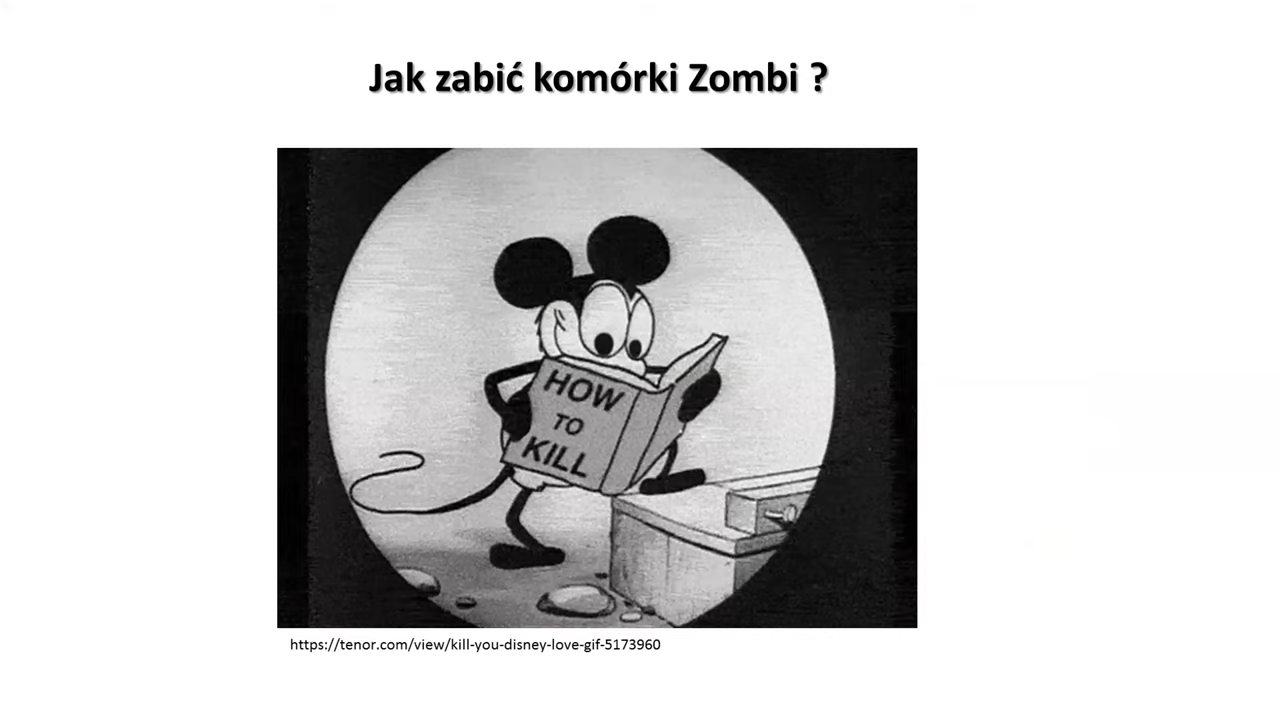 Jak zabić komórki Zombi ?
HOW
TO
KILL
https://tenor.com/view/kill-you-disney-love-gif-5173960